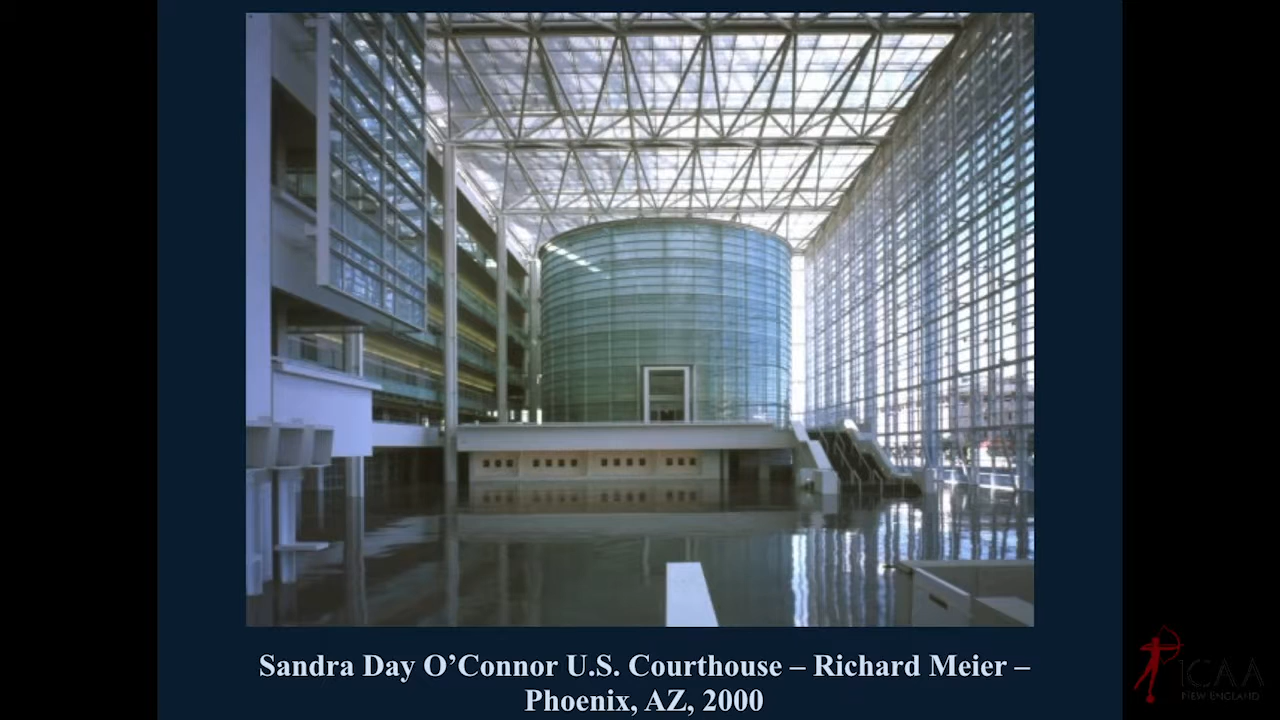 Sandra Day O’Connor U.S. Courthouse – Richard Meier –
Phoenix, AZ, 2000
ICAA
NEW ENGLAND